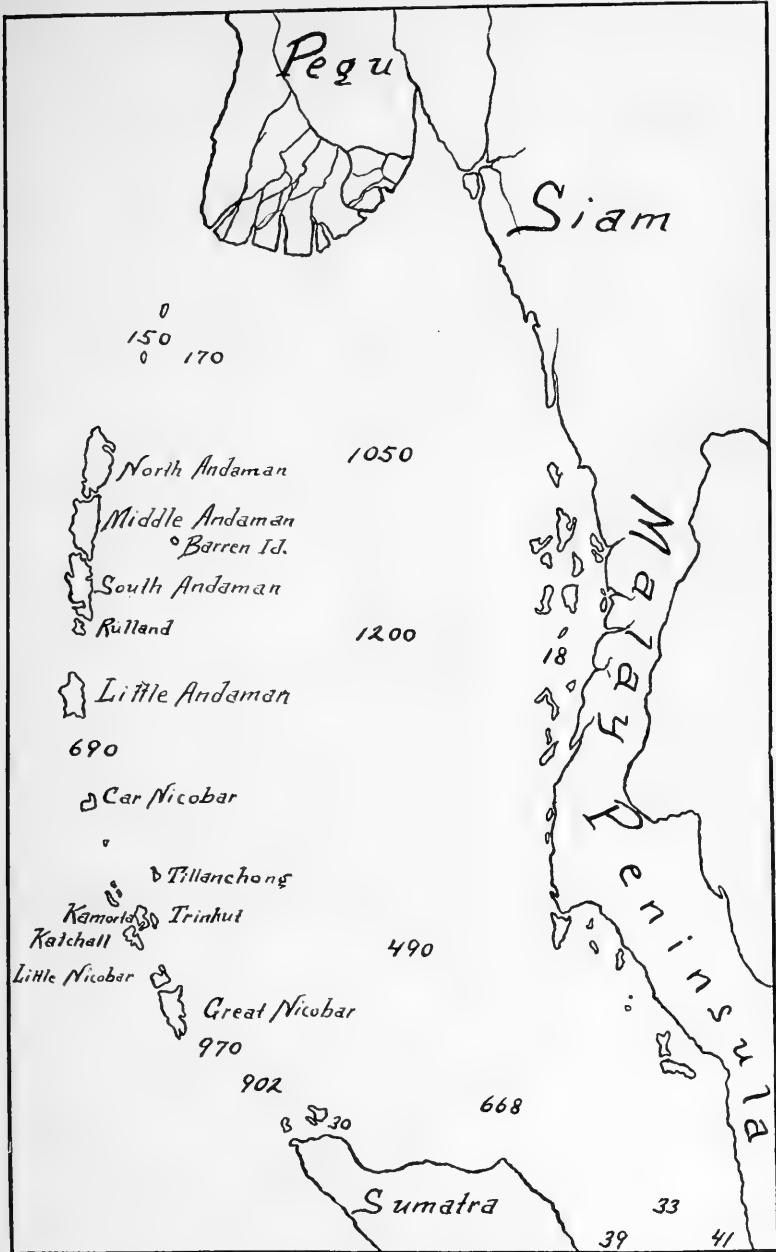 Pegu
Siam
150
170
North Andaman
1050
Middle Andaman
Barren Id.
South Andaman
Rutland
1200
18
Little Andaman
690
Malay Peninsula
Car Nicobar
Tillanchong
Kamorta
Trinkut
Katchall
490
Little Nicobar
Great Nicobar
970
902
668
30
Sumatra
33
39
41